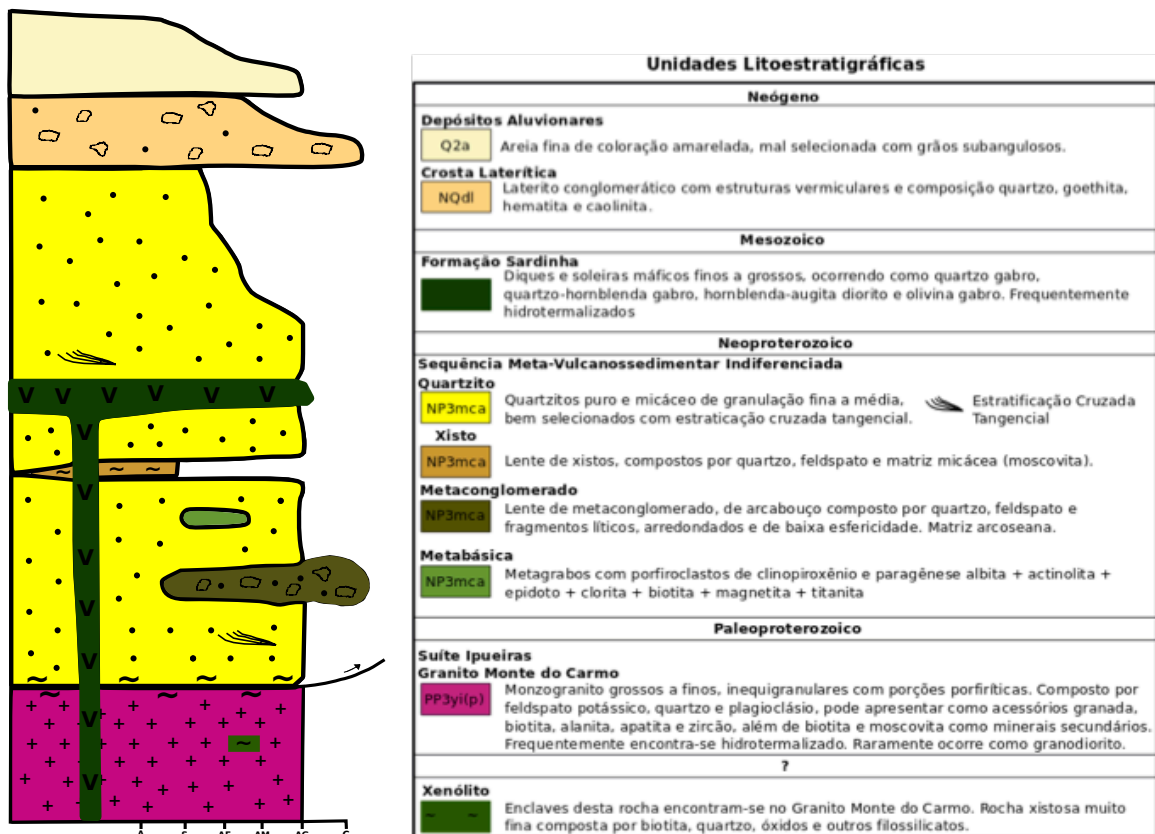 Unidades Litoestratigráficas
Neógeno
Depósitos Aluvionares
Q2a
Areia fina de coloração amarelada, mal selecionada com grãos subangulosos.
Crosta Laterítica
NQdl
Laterito conglomerático com estruturas vermiculares e composição quartzo, goethita,
hematita e caolinita.
Mesozoico
Formação Sardinha
Diques e soleiras máficos finos a grossos, ocorrendo como quartzo gabro,
quartzo-hornblenda gabro, hornblenda-augita diorito e olivina gabro. Frequentemente
hidrotermalizados
Neoproterozoico
Sequência Meta-Vulcanossedimentar Indiferenciada
Quartzito
NP3mca
Quartzitos puro e micáceo de granulação fina a média,
bem selecionados com estraticação cruzada tangencial.
Estratificação Cruzada
Tangencial
Xisto
NP3mca
Lente de xistos, compostos por quartzo, feldspato e matriz micácea (moscovita).
Metaconglomerado
NP3mca
Lente de metaconglomerado, de arcabouço composto por quartzo, feldspato e
fragmentos líticos, arredondados e de baixa esfericidade. Matriz arcoseana.
Metabásica
NP3mca
Metagrabos com porfiroclastos de clinopiroxênio e paragênese albita + actinolita +
epidoto + clorita + biotita + magnetita + titanita
Paleoproterozoico
Suíte Ipueiras
Granito Monte do Carmo
PP3yi(p)
Monzogranito grossos a finos, inequigranulares com porções porfiríticas. Composto por
feldspato potássico, quartzo e plagioclásio, pode apresentar como acessórios granada,
biotita, alanita, apatita e zircão, além de biotita e moscovita como minerais secundários.
Frequentemente encontra-se hidrotermalizado. Raramente ocorre como granodiorito.
?
Xenólito
Enclaves desta rocha encontram-se no Granito Monte do Carmo. Rocha xistosa muito
fina composta por biotita, quartzo, óxidos e outros filossilicatos.
V V V V V V
V
V
V
V
V
V
V